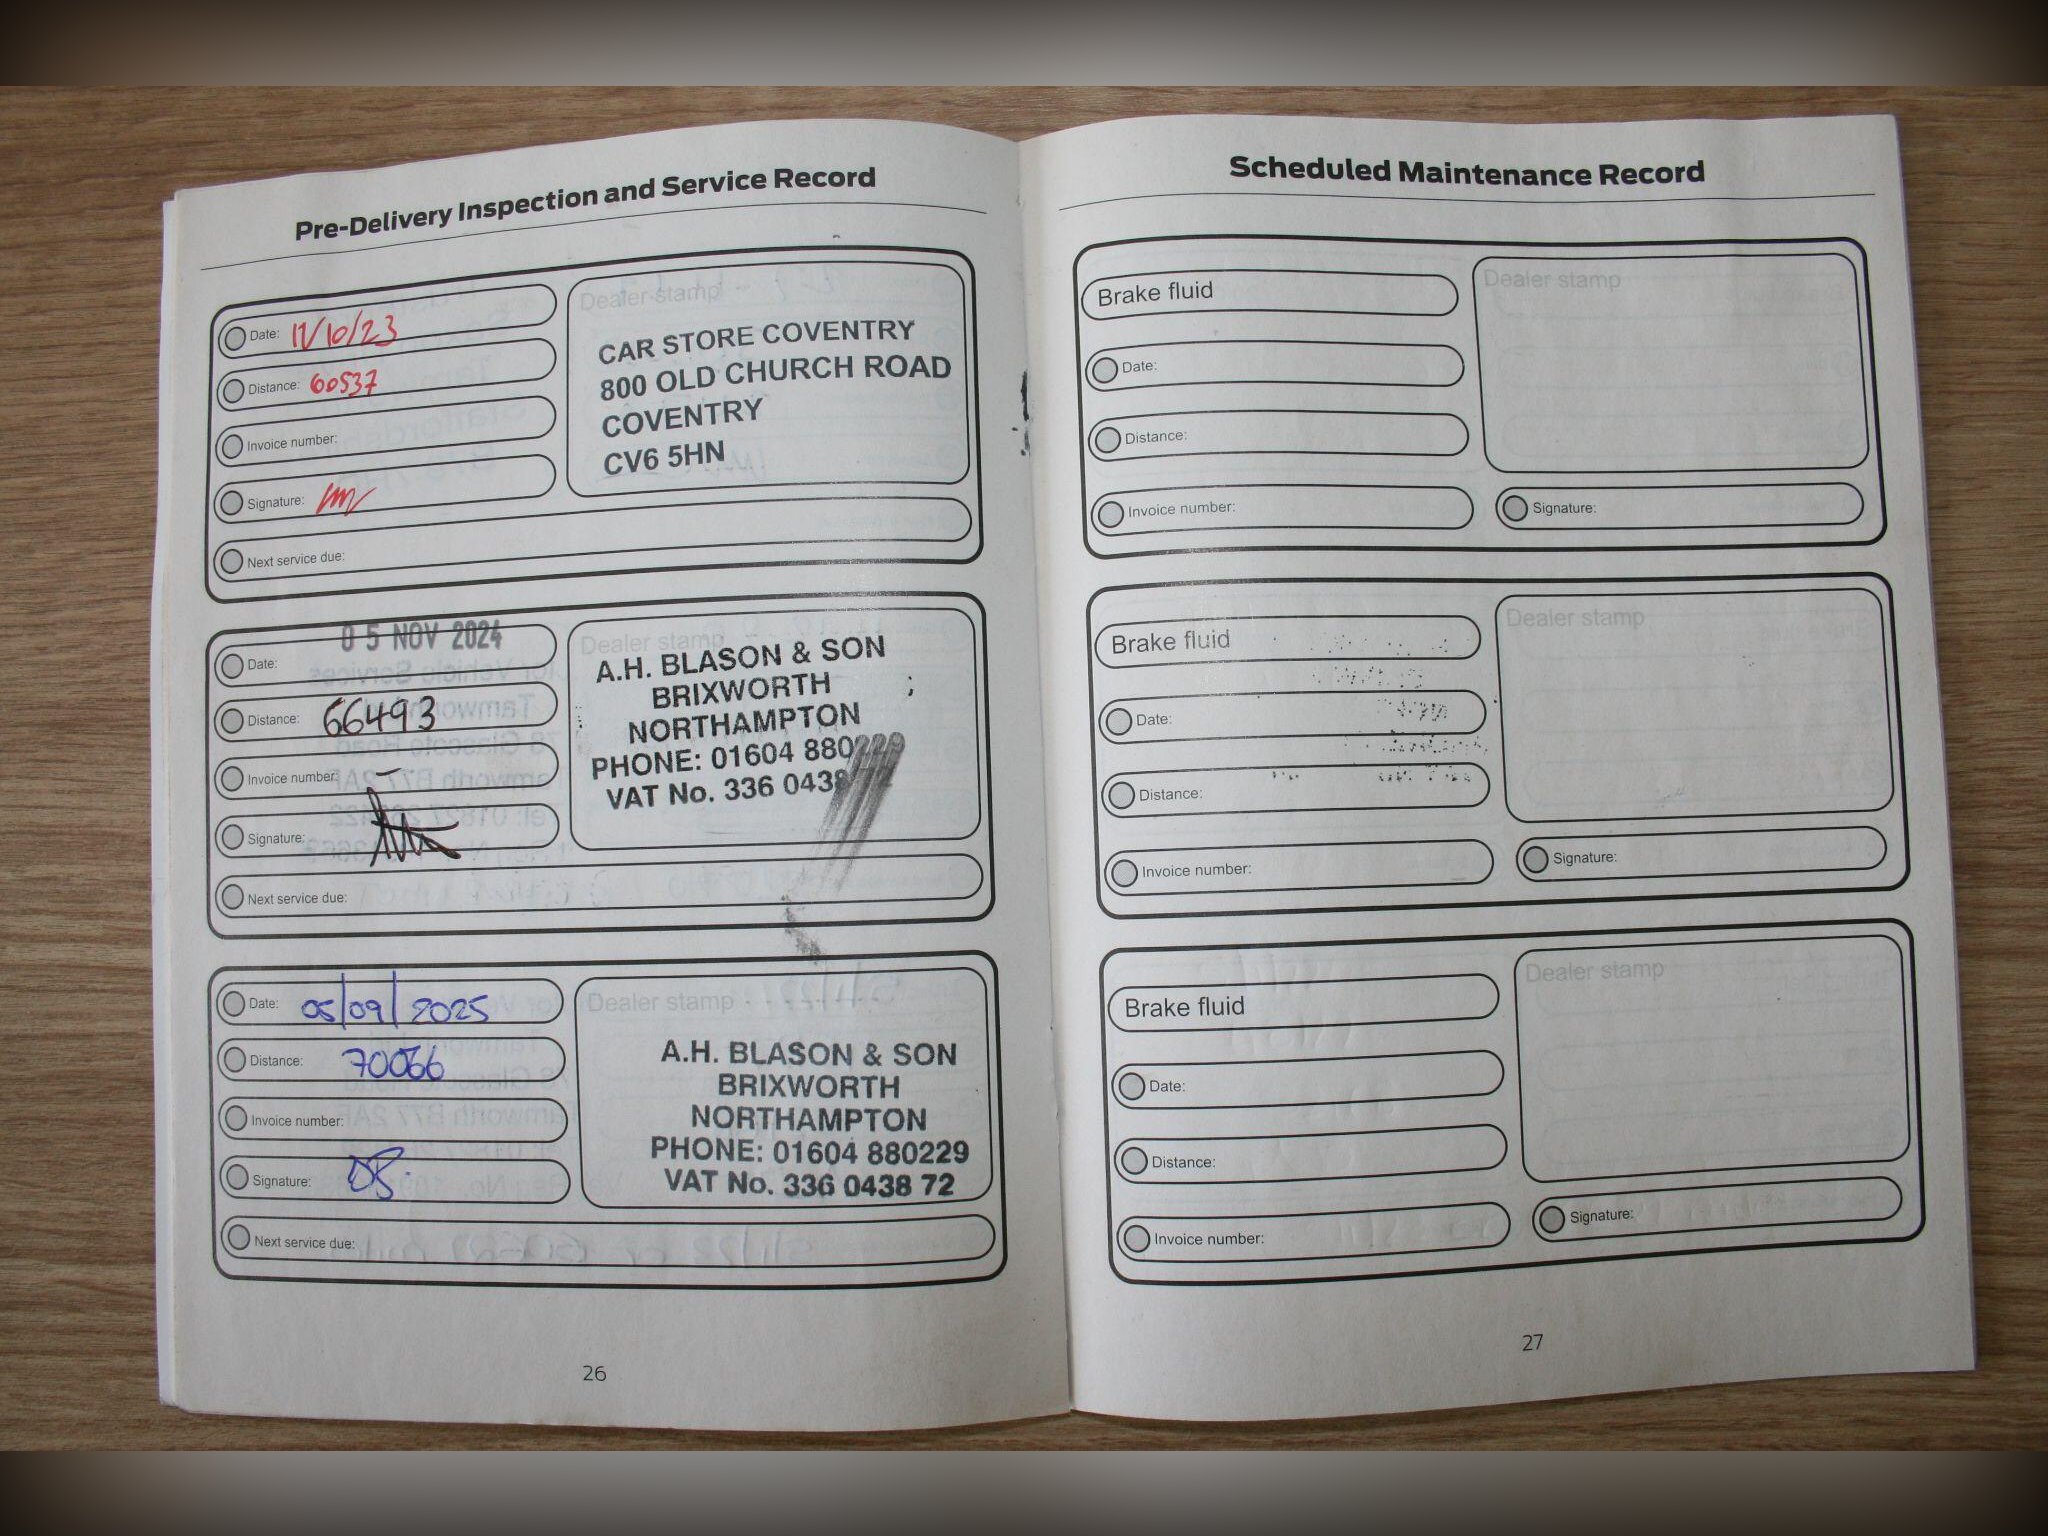 Pre-Delivery Inspection and Service Record
Date: 11/10/23
Distance: 60537
Invoice number:
Signature:
Next service due:
Dealer stamp
CAR STORE COVENTRY
800 OLD CHURCH ROAD
COVENTRY
CV6 5HN
Date: 05 NOV 2024
Distance: 66493
Invoice number: -
Signature:
Next service due:
Dealer stamp
A.H. BLASON & SON
BRIXWORTH
NORTHAMPTON
PHONE: 01604 880229
VAT No. 336 0438
Date: 05/09/2025
Distance: 70066
Invoice number:
Signature: DB
Next service due:
Dealer stamp
A.H. BLASON & SON
BRIXWORTH
NORTHAMPTON
PHONE: 01604 880229
VAT No. 336 0438 72
26
Scheduled Maintenance Record
Brake fluid
Date:
Distance:
Invoice number:
Dealer stamp
Signature:
Brake fluid
Date:
Distance:
Invoice number:
Dealer stamp
Signature:
Brake fluid
Date:
Distance:
Invoice number:
Dealer stamp
Signature:
27